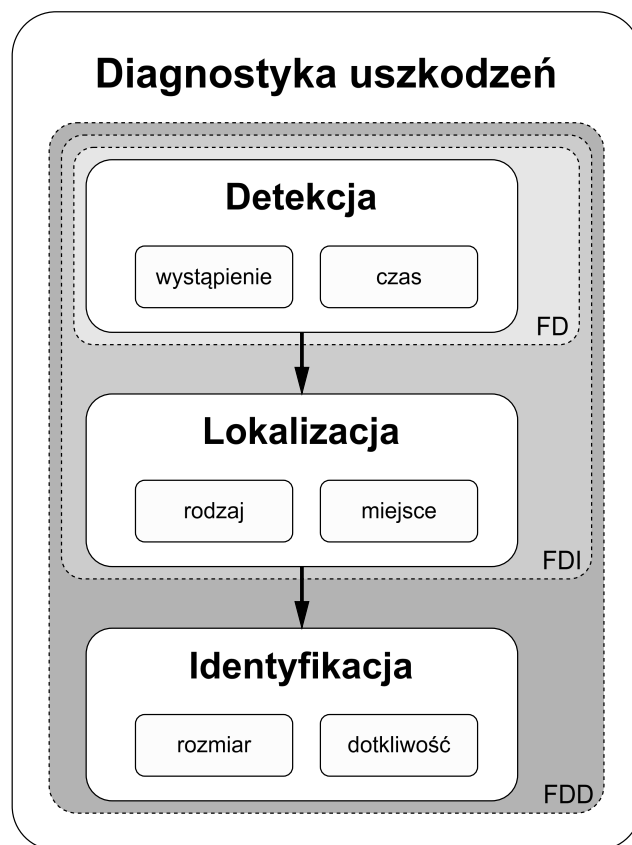 Diagnostyka uszkodzeń
Detekcja
wystąpienie
czas
FD
Lokalizacja
rodzaj
miejsce
FDI
Identyfikacja
rozmiar
dotkliwość
FDD